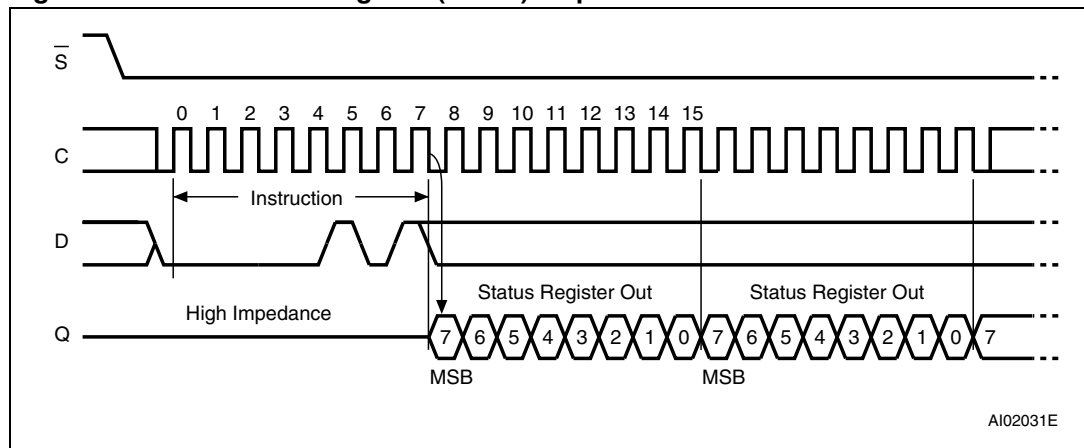 S
0 1 2 3 4 5 6 7 8 9 10 11 12 13 14 15
C
Instruction
D
Status Register Out Status Register Out
High Impedance
Q 7 6 5 4 3 2 1 0 7 6 5 4 3 2 1 0 7
MSB MSB
AI02031E